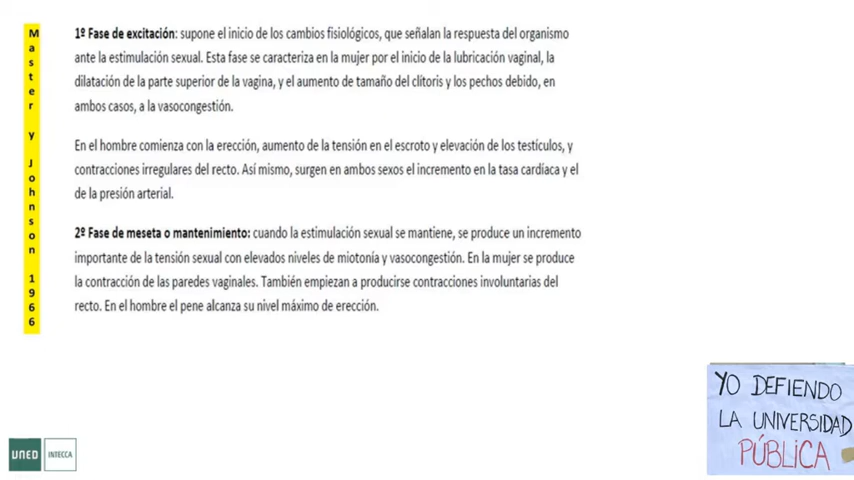 Master y Johnson 1966
1º Fase de excitación: supone el inicio de los cambios fisiológicos, que señalan la respuesta del organismo
ante la estimulación sexual. Esta fase se caracteriza en la mujer por el inicio de la lubricación vaginal, la
dilatación de la parte superior de la vagina, y el aumento de tamaño del clítoris y los pechos debido, en
ambos casos, a la vasocongestión.
En el hombre comienza con la erección, aumento de la tensión en el escroto y elevación de los testículos, y
contracciones irregulares del recto. Así mismo, surgen en ambos sexos el incremento en la tasa cardíaca y el
de la presión arterial.
2º Fase de meseta o mantenimiento: cuando la estimulación sexual se mantiene, se produce un incremento
importante de la tensión sexual con elevados niveles de miotonía y vasocongestión. En la mujer se produce
la contracción de las paredes vaginales. También empiezan a producirse contracciones involuntarias del
recto. En el hombre el pene alcanza su nivel máximo de erección.
YO DEFIENDO
LA UNIVERSIDAD
PÚBLICA
UNED INTECCA